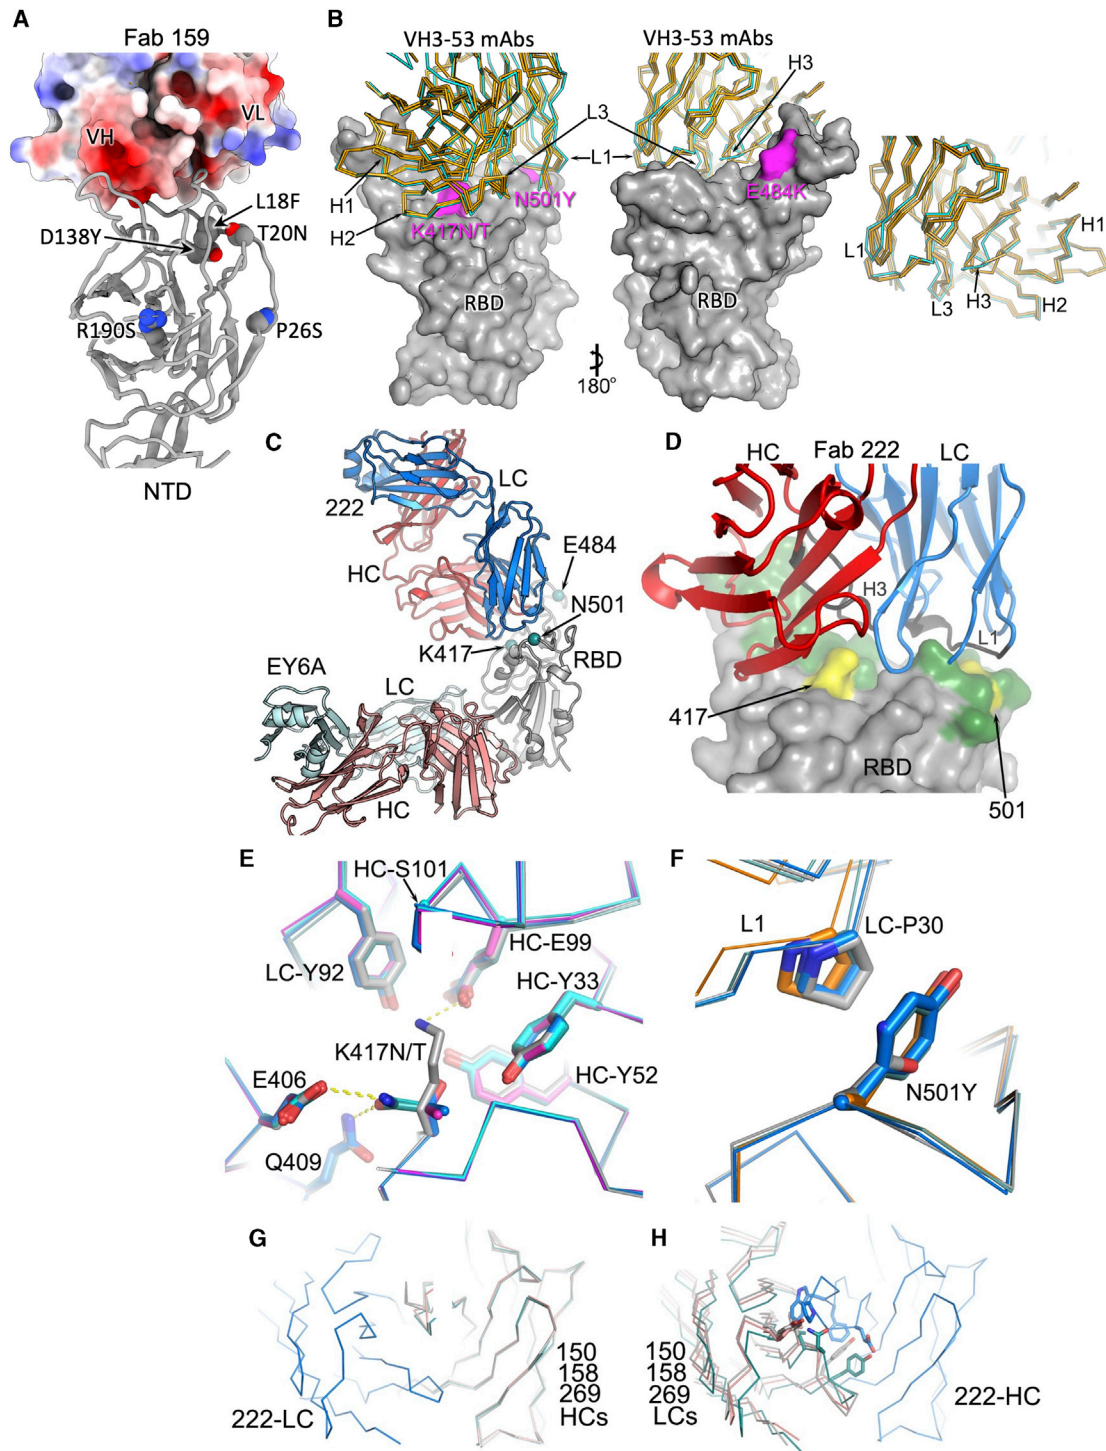 A
Fab 159
VH
VL
L18F
D138Y
T20N
R190S
P26S
NTD
B
VH3-53 mAbs
VH3-53 mAbs
H3
L3
L1
N501Y
E484K
H1
H2
K417N/T
RBD
RBD
180°
L1
H1
L3
H3
H2
C
LC
222
E484
HC
N501
K417
RBD
EY6A
LC
HC
D
HC
Fab 222
LC
H3
L1
417
RBD
501
E
HC-S101
HC-E99
LC-Y92
HC-Y33
K417N/T
HC-Y52
E406
Q409
F
L1
LC-P30
N501Y
G
150
158
269
HCs
222-LC
H
150
158
269
LCs
222-HC